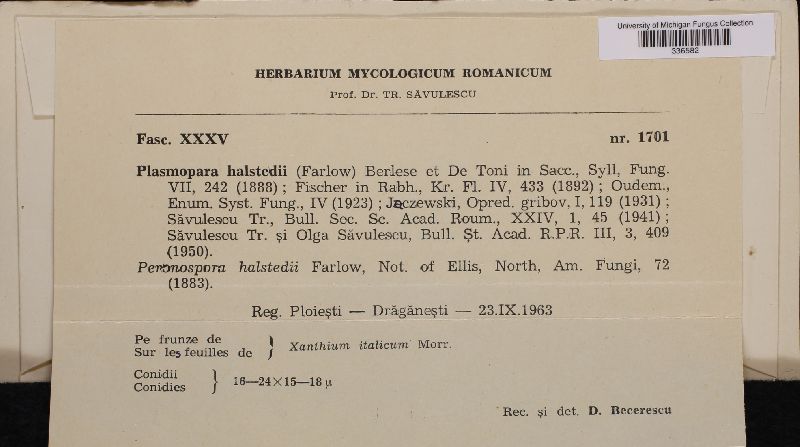 University of Michigan Fungus Collection
336582
HERBARIUM MYCOLOGICUM ROMANICUM
Prof. Dr. TR. SĂVULESCU
Fasc. XXXV nr. 1701
Plasmopara halstedii (Farlow) Berlese et De Toni in Sacc., Syll, Fung.
VII, 242 (1888) ; Fischer in Rabh., Kr. Fl. IV, 433 (1892) ; Oudem.,
Enum. Syst. Fung., IV (1923) ; Jaczewski, Opred. gribov, I, 119 (1931) ;
Săvulescu Tr., Bull. Sec. Sc. Acad. Roum., XXIV, 1, 45 (1941) ;
Săvulescu Tr. și Olga Săvulescu, Bull. Șt. Acad. R.P.R. III, 3, 409
(1950).
Peronospora halstedii Farlow, Not. of Ellis, North, Am. Fungi, 72
(1883).
Reg. Ploiești — Drăgănești — 23.IX.1963
Pe frunze de
Sur les feuilles de } Xanthium italicum Morr.
Conidii
Conidies } 16—24×15—18 μ
Rec. și det. D. Becerescu